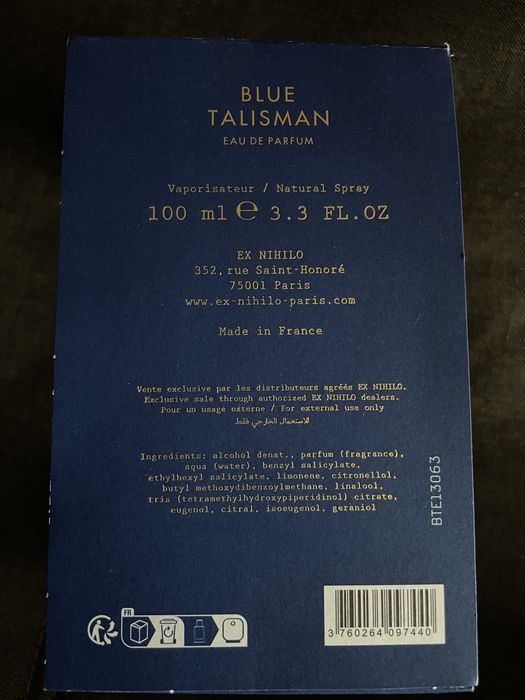 BLUE
TALISMAN
EAU DE PARFUM
Vaporisateur / Natural Spray
100 ml ℮ 3.3 FL.OZ
EX NIHILO
352, rue Saint-Honoré
75001 Paris
www.ex-nihilo-paris.com
Made in France
Vente exclusive par les distributeurs agréés EX NIHILO.
Exclusive sale through authorized EX NIHILO dealers.
Pour un usage externe / For external use only
للاستعمال الخارجي فقط
Ingredients: alcohol denat., parfum (fragrance),
aqua (water), benzyl salicylate,
ethylhexyl salicylate, limonene, citronellol,
butyl methoxydibenzoylmethane, linalool,
tris (tetramethylhydroxypiperidinol) citrate,
eugenol, citral, isoeugenol, geraniol
BTE13063
FR
3 760264 097440